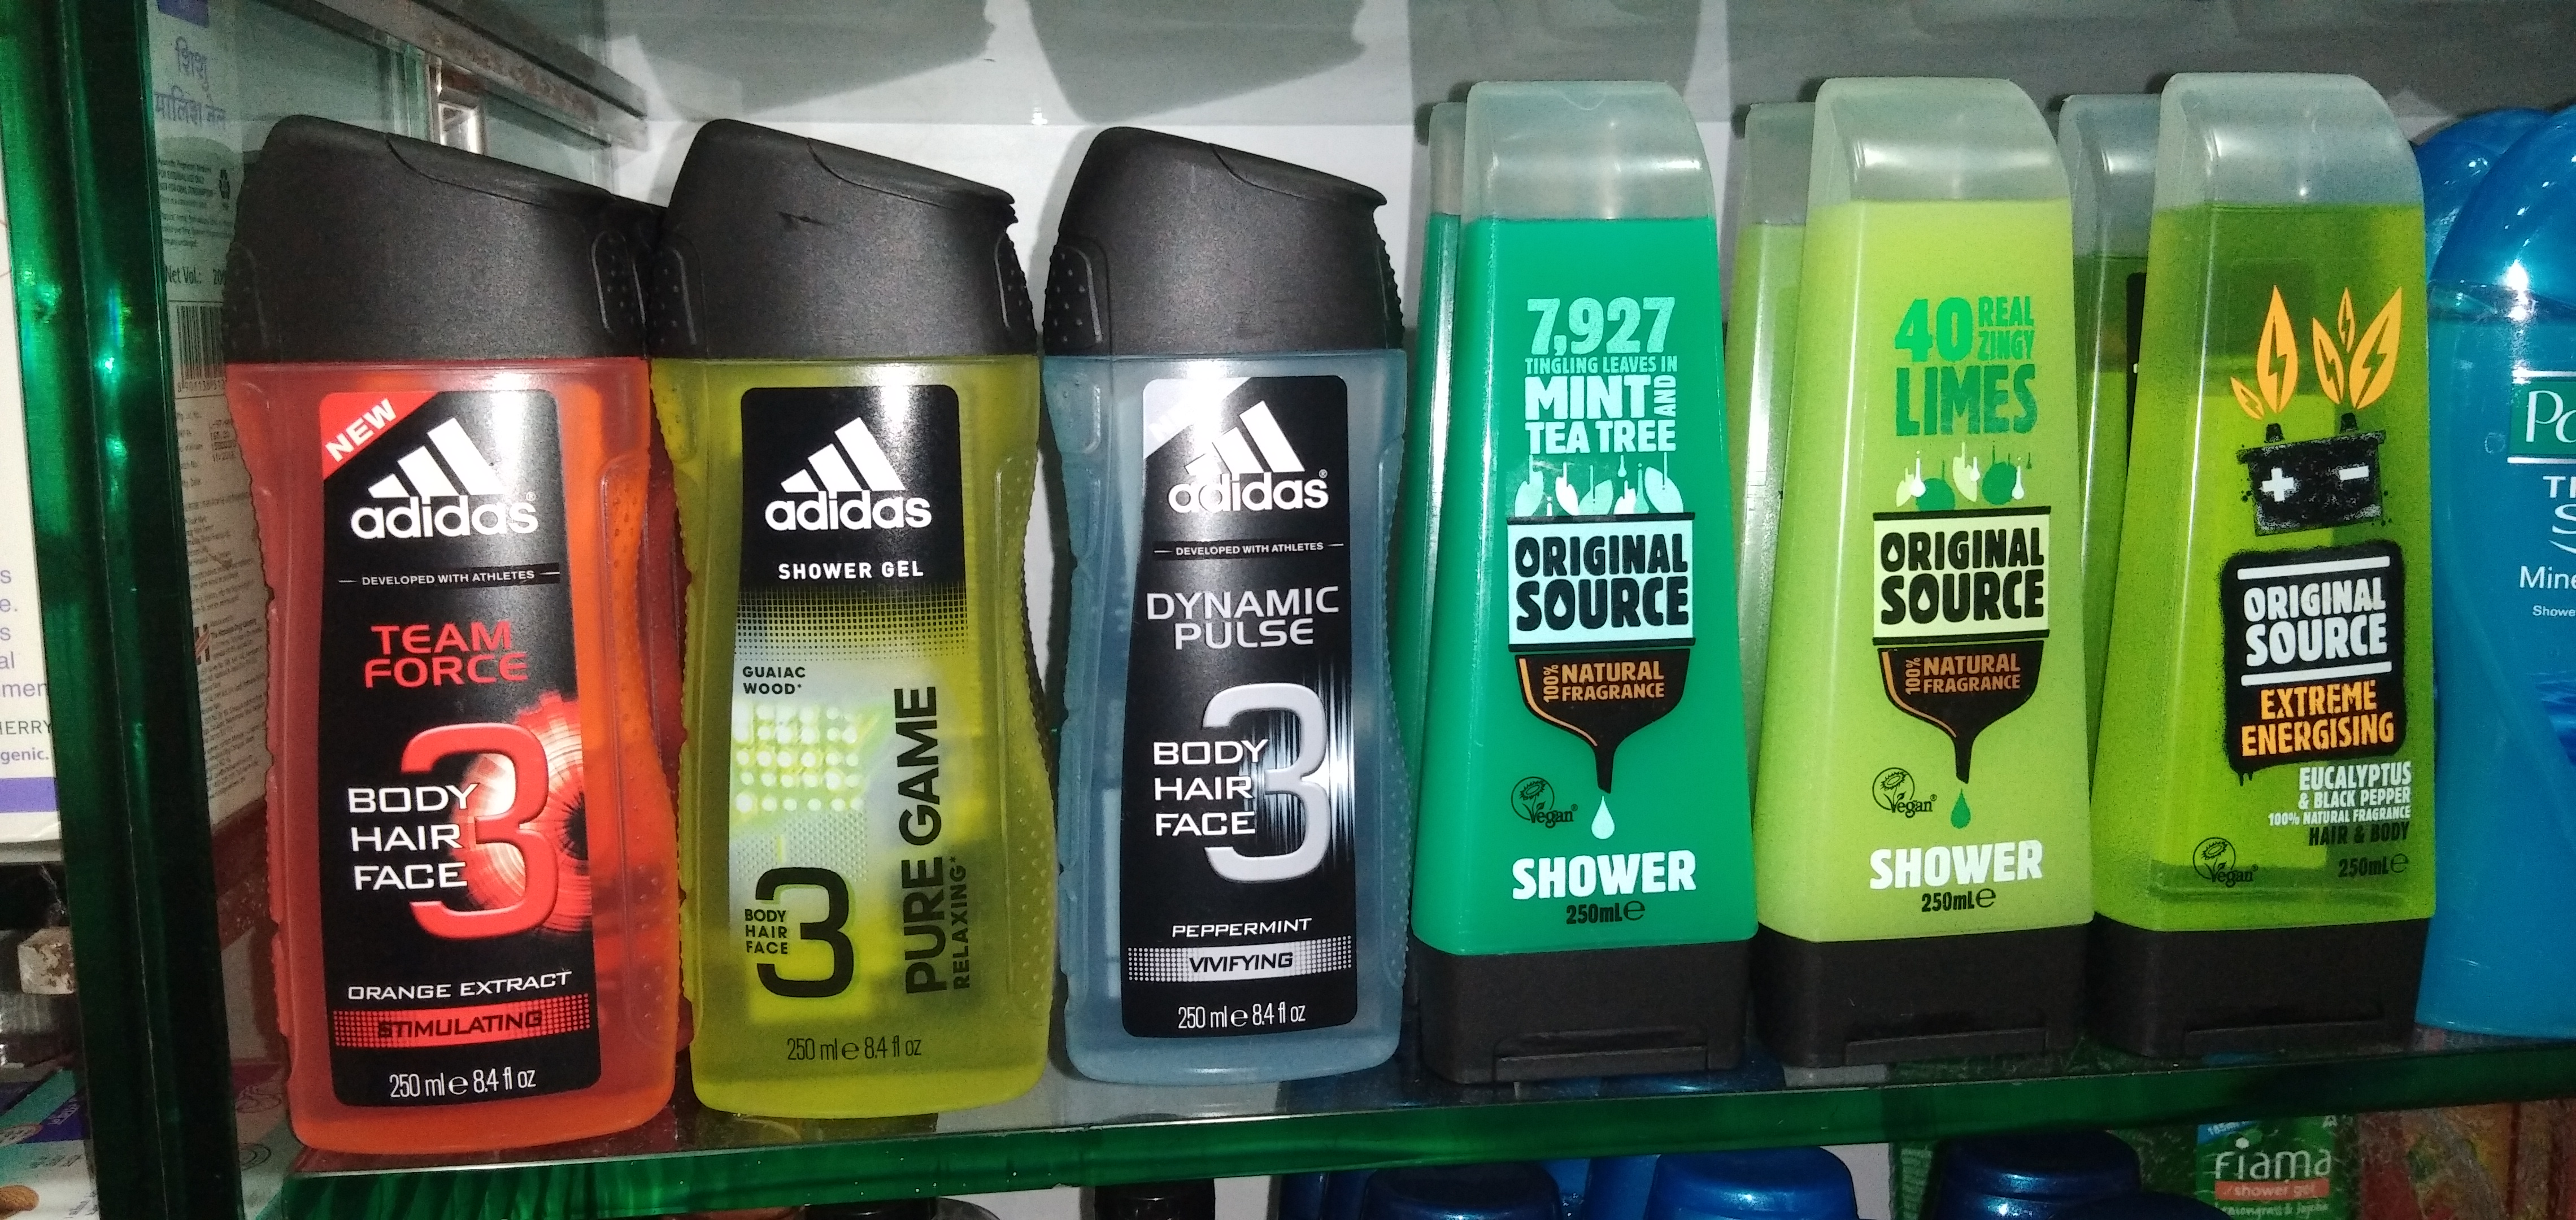 शिशु
मालिश तेल
Net Vol.:
NEW
adidas
DEVELOPED WITH ATHLETES
TEAM
FORCE
3
BODY
HAIR
FACE
ORANGE EXTRACT
STIMULATING
250 ml e 8.4 fl oz
adidas
SHOWER GEL
GUAIAC
WOOD*
PURE GAME
RELAXING*
BODY
HAIR
FACE
3
250 ml e 8.4 fl oz
adidas®
DEVELOPED WITH ATHLETES
DYNAMIC
PULSE
3
BODY
HAIR
FACE
PEPPERMINT
VIVIFYING
250 ml e 8.4 fl oz
7,927
TINGLING LEAVES IN
MINT AND
TEA TREE
ORIGINAL
SOURCE
100% NATURAL
FRAGRANCE
Vegan
SHOWER
250mL e
40 REAL
ZINGY
LIMES
ORIGINAL
SOURCE
100% NATURAL
FRAGRANCE
Vegan
SHOWER
250mL e
+ -
ORIGINAL
SOURCE
EXTREME
ENERGISING
EUCALYPTUS
& BLACK PEPPER
100% NATURAL FRAGRANCE
HAIR & BODY
Vegan
250mL e
fiama
shower gel